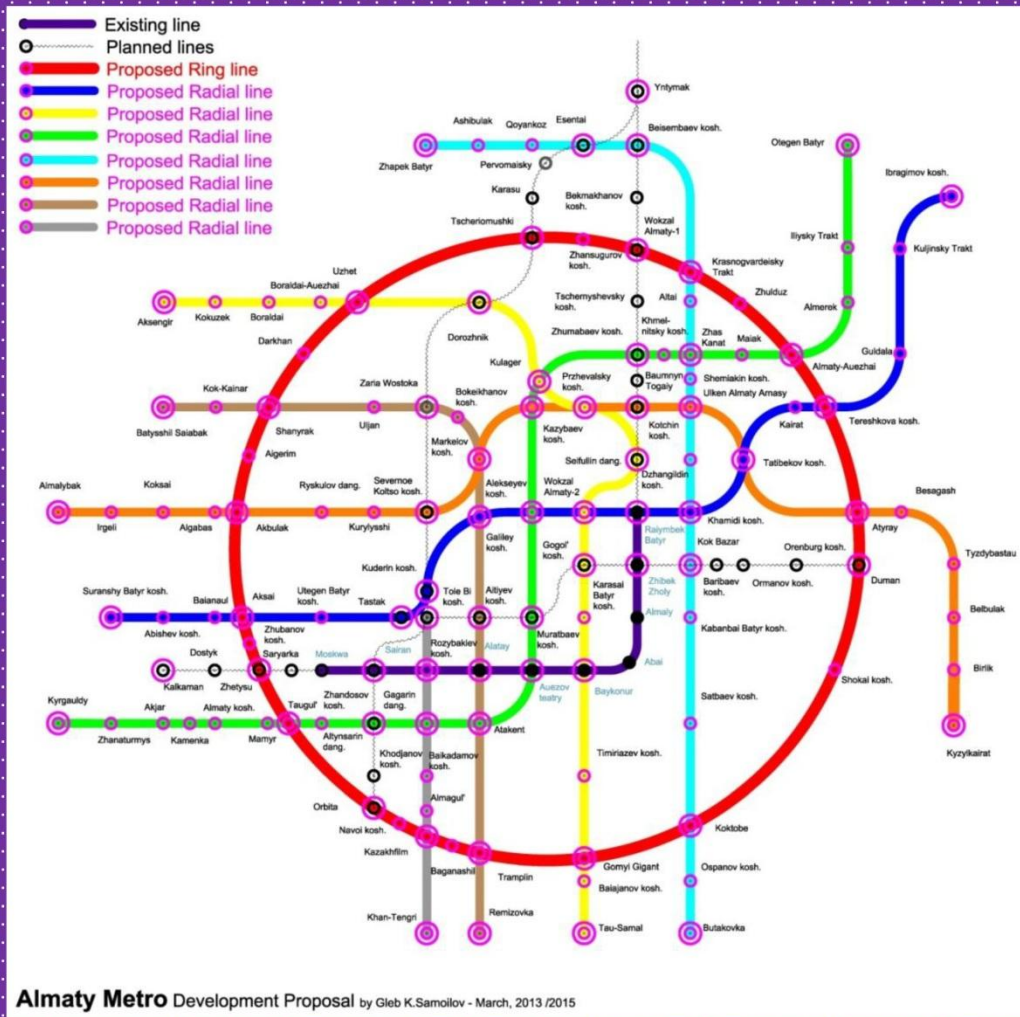 Existing line
Planned lines
Proposed Ring line
Proposed Radial line
Proposed Radial line
Proposed Radial line
Proposed Radial line
Proposed Radial line
Proposed Radial line
Proposed Radial line
Yntymak
Ashibulak
Qoyankoz
Esentai
Beisembaev kosh.
Otegen Batyr
Zhapek Batyr
Pervomaisky
Ibragimov kosh.
Karasu
Bekmakhanov
kosh.
Tscheriomushki
Wokzal
Almaty-1
Iliysky Trakt
Kuljinsky Trakt
Zhansugurov
kosh.
Krasnogvardeisky
Trakt
Uzhet
Boraldai-Auezhai
Aksengir
Kokuzek
Boraldai
Tschernyshevsky
kosh.
Altai
Zhulduz
Almerek
Dorozhnik
Zhumabaev kosh.
Khmel-
nitsky kosh.
Zhas
Kanat
Maiak
Darkhan
Guldala
Kulager
Almaty-Auezhai
Przhevalsky
kosh.
Baumnyn
Togaiy
Shemiakin kosh.
Kok-Kainar
Zaria Wostoka
Bokeikhanov
kosh.
Ulken Almaty Arnasy
Batysshil Saiabak
Shanyrak
Uljan
Markelov
kosh.
Kazybaev
kosh.
Kotchin
kosh.
Kairat
Tereshkova kosh.
Aigerim
Seifullin dang.
Tatibekov kosh.
Almalybak
Koksai
Ryskulov dang.
Severnoe
Koltso kosh.
Alekseyev
kosh.
Wokzal
Almaty-2
Dzhangildin
kosh.
Besagash
Irgeli
Algabas
Akbulak
Kurylysshi
Khamidi kosh.
Atyray
Galiley
kosh.
Gogol'
kosh.
Raiymbek
Batyr
Kok Bazar
Orenburg kosh.
Tyzdybastau
Kuderin kosh.
Karasai
Batyr
kosh.
Zhibek
Zholy
Baribaev
kosh.
Ormanov kosh.
Duman
Suranshy Batyr kosh.
Baianaul
Aksai
Utegen Batyr
kosh.
Tastak
Tole Bi
kosh.
Aitiyev
kosh.
Almaly
Belbulak
Abishev kosh.
Zhubanov
kosh.
Muratbaev
kosh.
Kabanbai Batyr kosh.
Dostyk
Saryarka
Moskwa
Sairan
Rozybakiev
kosh.
Alatay
Abai
Birlik
Kalkaman
Zhetysu
Shokal kosh.
Kyrgauldy
Akjar
Almaty kosh.
Taugul'
Zhandosov
kosh.
Gagarin
dang.
Auezov
teatry
Baykonur
Satbaev kosh.
Zhanaturmys
Kamenka
Mamyr
Altynsarin
dang.
Atakent
Kyzylkairat
Khodjanov
kosh.
Baikadamov
kosh.
Timiriazev kosh.
Almagul'
Orbita
Navoi kosh.
Koktobe
Kazakhfilm
Baganashil
Tramplin
Gornyi Gigant
Ospanov kosh.
Baiajanov kosh.
Khan-Tengri
Remizovka
Tau-Samal
Butakovka
Almaty Metro Development Proposal by Gleb K.Samoilov - March, 2013 /2015